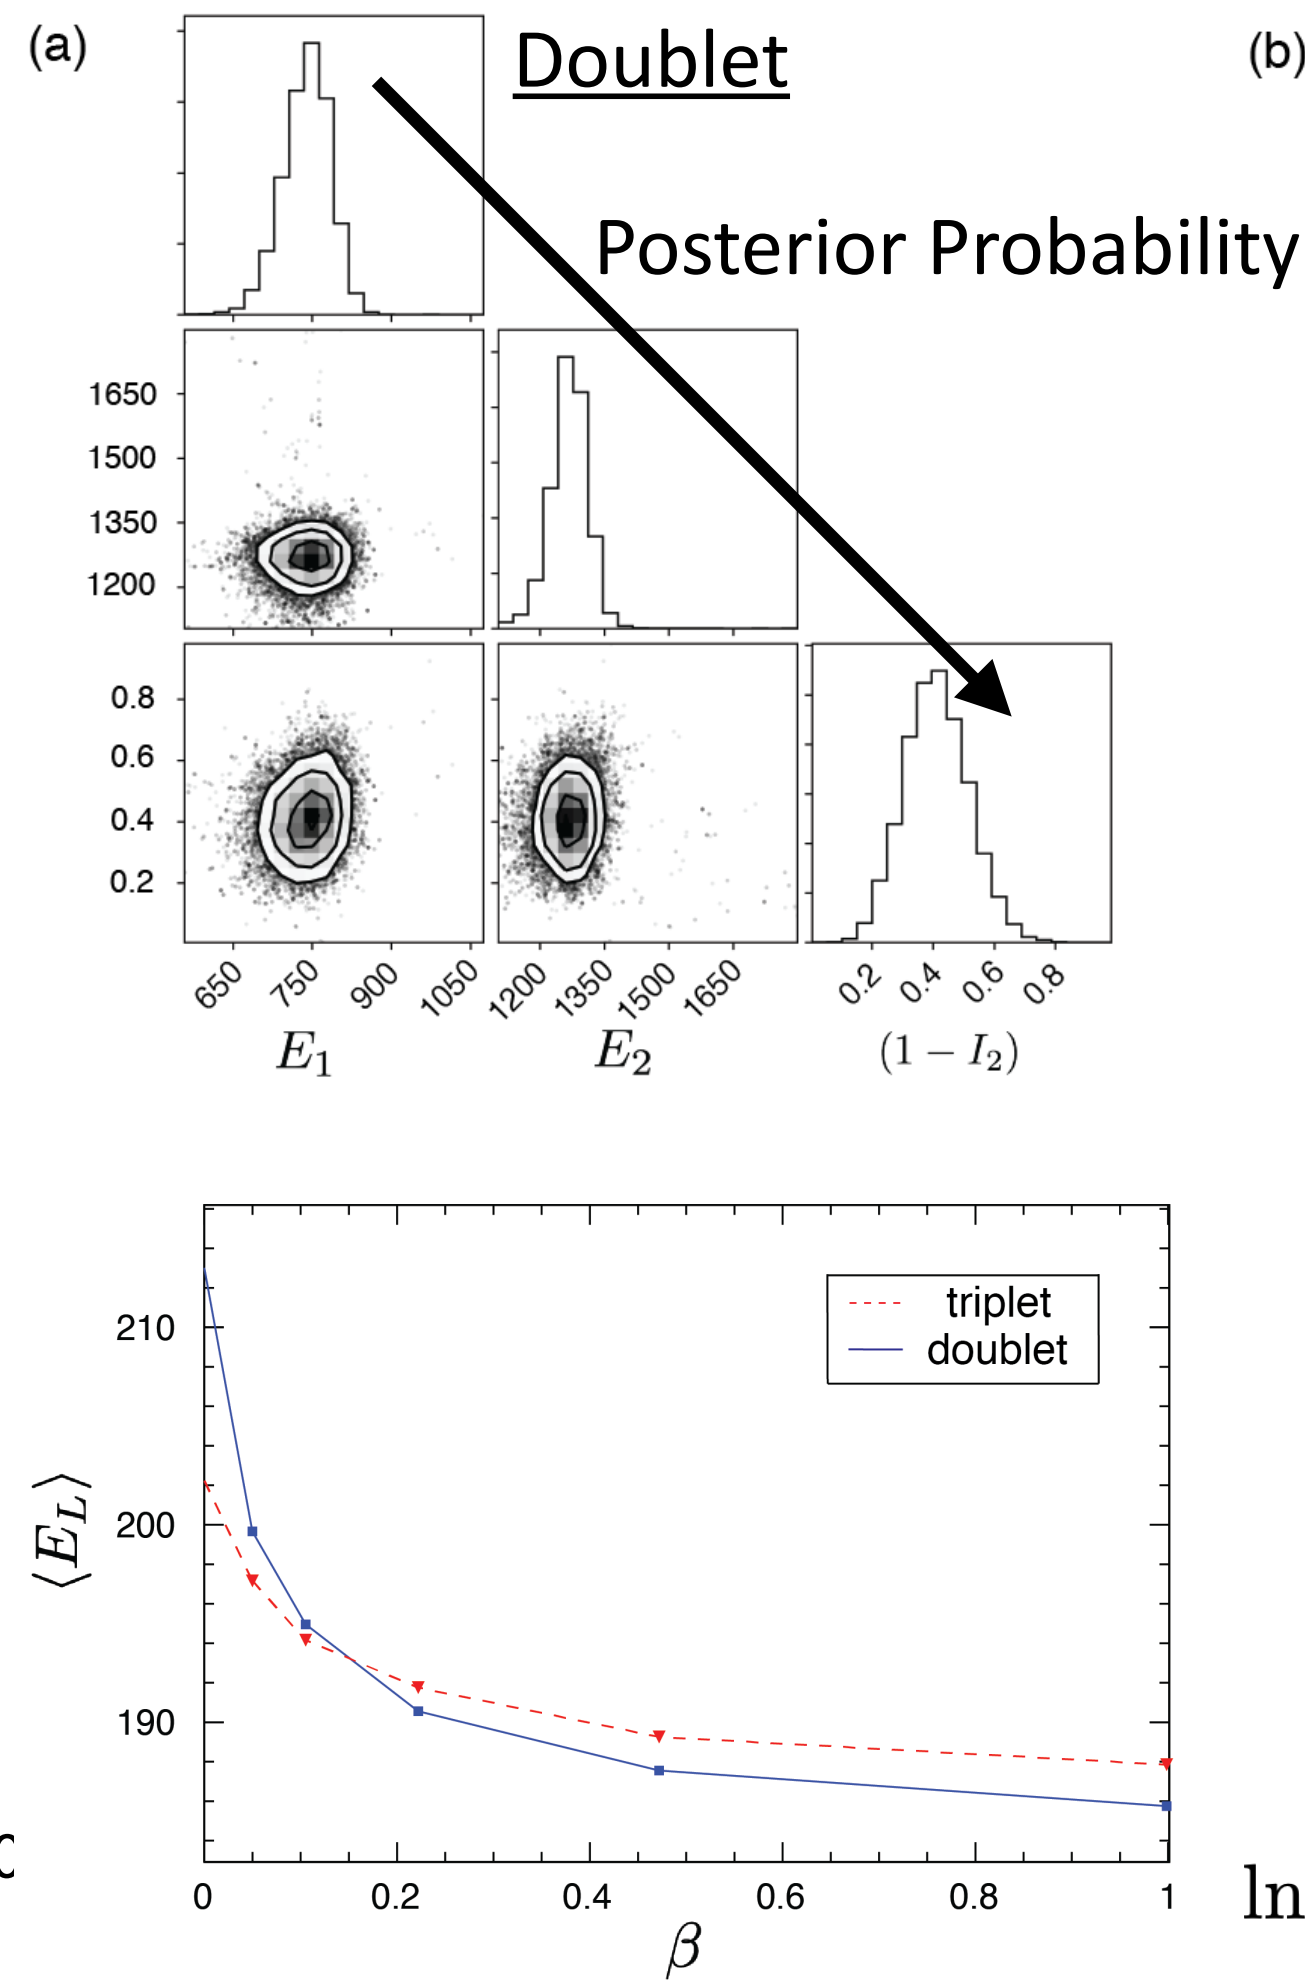 (a)
Doublet
(b)
Posterior Probability
1650
1500
1350
1200
0.8
0.6
0.4
0.2
650 750 900 1050
1200 1350 1500 1650
0.2 0.4 0.6 0.8
E₁
E₂
(1 − I₂)
triplet
doublet
210
200
190
⟨E_L⟩
0 0.2 0.4 0.6 0.8 1
β
ln